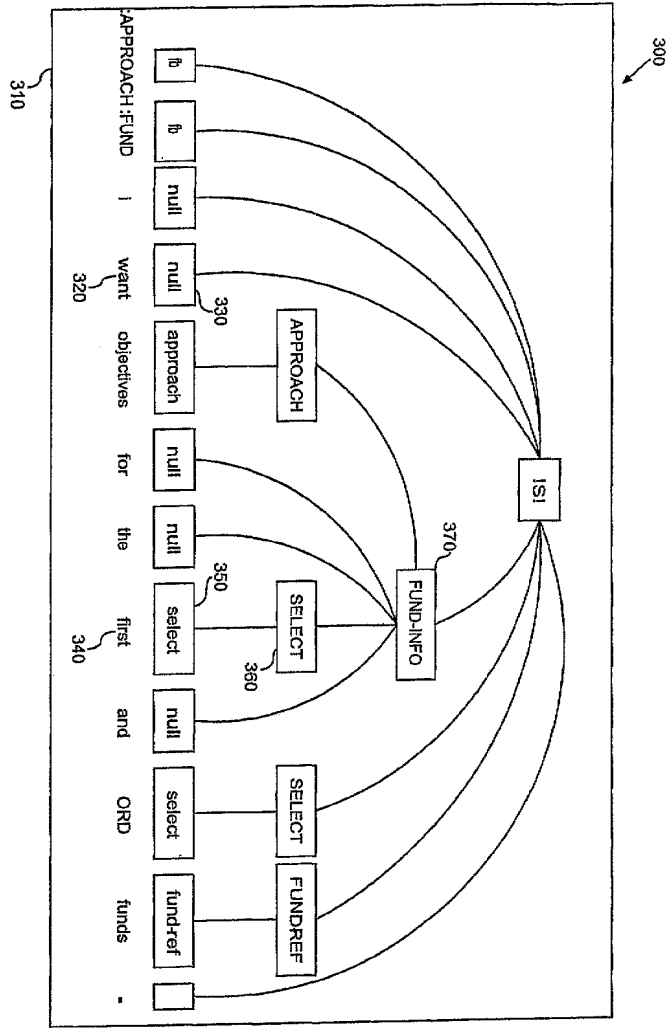 300
!S!
370
FUND-INFO
APPROACH SELECT SELECT FUNDREF
360
330 350
fb fb null null approach null null select null select fund-ref
:APPROACH:FUND i want objectives for the first and ORD funds -
320 340
310